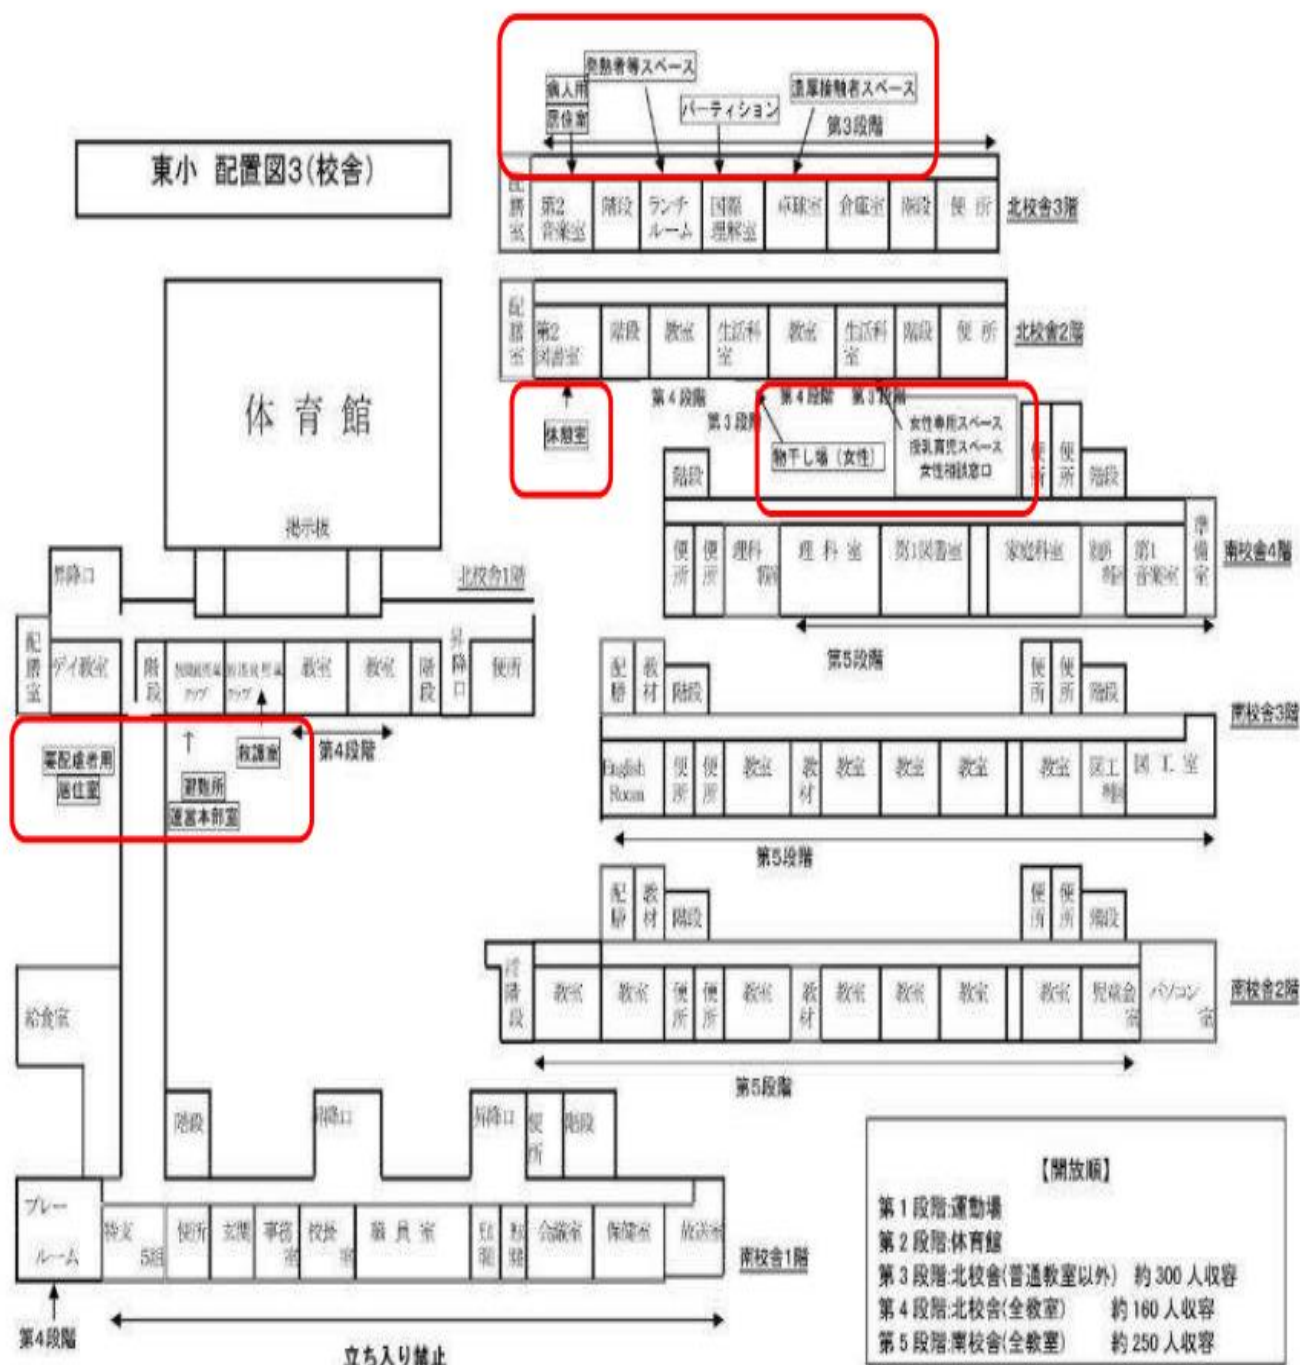 東小 配置図3(校舎)
病人用
居住室
発熱者等スペース
パーティション
濃厚接触者スペース
第3段階
配膳室
第2音楽室
階段
ランチルーム
国際理解室
卓球室
倉庫室
階段
便所
北校舎3階
配膳室
第2図書室
階段
教室
生活科室
教室
生活科室
階段
便所
北校舎2階
休憩室
第4段階
第3段階
第4段階
第3段階
物干し場(女性)
女性専用スペース
授乳育児スペース
女性相談窓口
体育館
掲示板
階段
便所
便所
階段
便所
便所
理科
理科室
第1図書室
家庭科室
第1音楽室
準備室
南校舎4階
第5段階
昇降口
北校舎1階
配膳室
デイ教室
階段
教室
教室
階段
昇降口
便所
要配慮者用
居住室
避難所
運営本部室
救護室
第4段階
配膳
教材
階段
便所
便所
階段
English Room
便所
便所
教室
教材
教室
教室
教室
教室
図工
図工室
南校舎3階
第5段階
配膳
教材
階段
便所
便所
階段
階段
教室
教室
便所
便所
教室
教材
教室
教室
教室
教室
児童会室
パソコン室
南校舎2階
第5段階
給食室
階段
昇降口
昇降口
便所
階段
プレールーム
特支5組
便所
玄関
事務室
校長室
職員室
会議室
保健室
放送室
南校舎1階
第4段階
立ち入り禁止
【開放順】
第1段階:運動場
第2段階:体育館
第3段階:北校舎(普通教室以外) 約300人収容
第4段階:北校舎(全教室) 約160人収容
第5段階:南校舎(全教室) 約250人収容